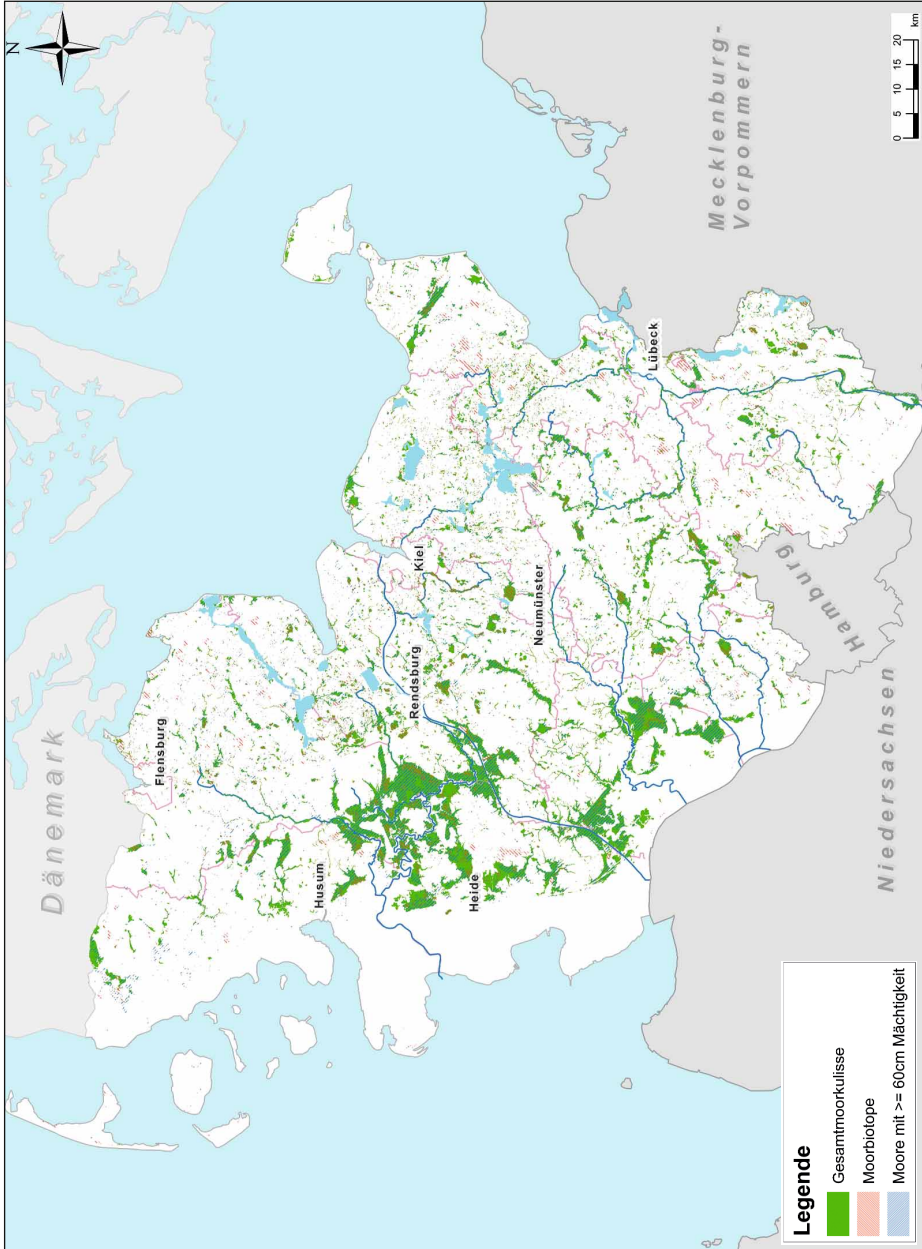 N
Dänemark
Flensburg
Husum
Heide
Rendsburg
Kiel
Neumünster
Lübeck
Hamburg
Niedersachsen
Mecklenburg-
Vorpommern
0 5 10 15 20
km
Legende
Gesamtmoorkulisse
Moorbiotope
Moore mit >= 60cm Mächtigkeit